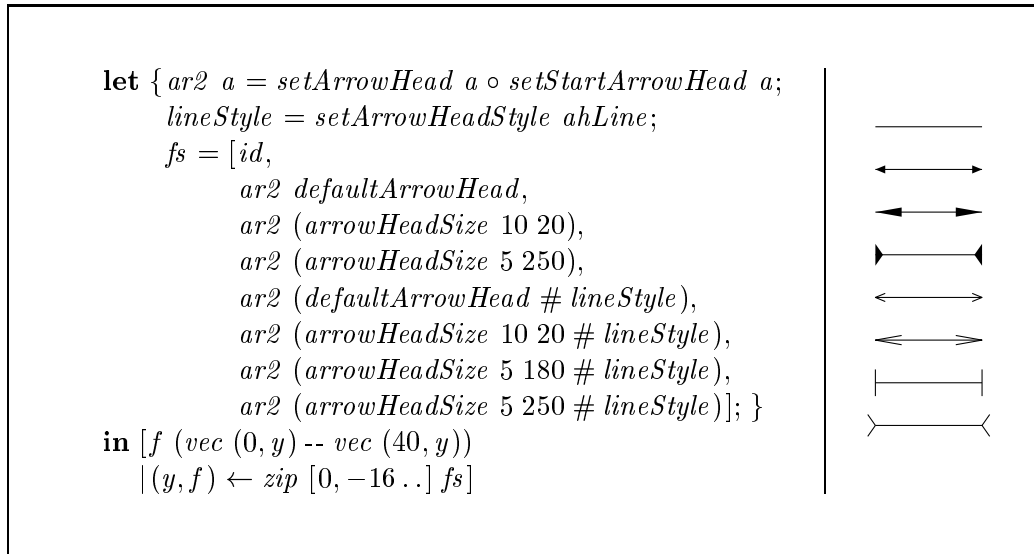 let { ar2 a = setArrowHead a ∘ setStartArrowHead a;
lineStyle = setArrowHeadStyle ahLine;
fs = [id,
ar2 defaultArrowHead,
ar2 (arrowHeadSize 10 20),
ar2 (arrowHeadSize 5 250),
ar2 (defaultArrowHead # lineStyle),
ar2 (arrowHeadSize 10 20 # lineStyle),
ar2 (arrowHeadSize 5 180 # lineStyle),
ar2 (arrowHeadSize 5 250 # lineStyle)]; }
in [f (vec (0, y) -- vec (40, y))
|(y, f) ← zip [0, −16 . .] fs]